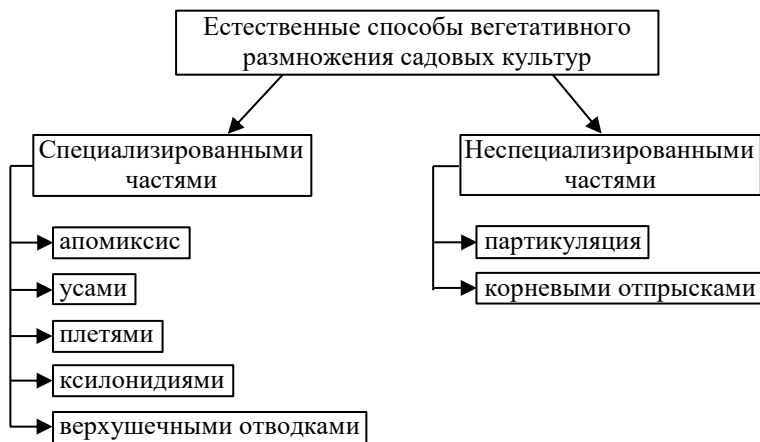 Естественные способы вегетативного
размножения садовых культур
Специализированными
частями
апомиксис
усами
плетями
ксилонидиями
верхушечными отводками
Неспециализированными
частями
партикуляция
корневыми отпрысками